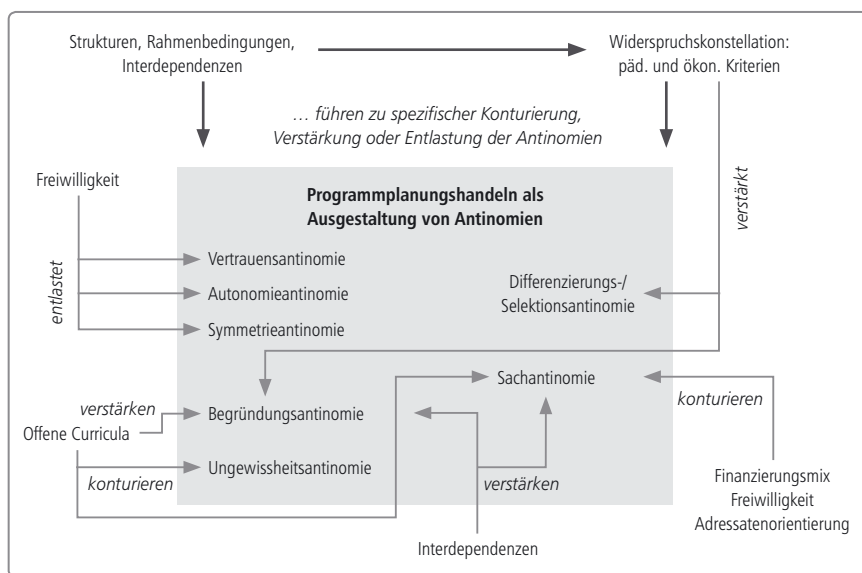 Strukturen, Rahmenbedingungen,
Interdependenzen
Widerspruchskonstellation:
päd. und ökon. Kriterien
… führen zu spezifischer Konturierung,
Verstärkung oder Entlastung der Antinomien
Freiwilligkeit
entlastet
verstärkt
Programmplanungshandeln als
Ausgestaltung von Antinomien
Vertrauensantinomie
Autonomieantinomie
Symmetrieantinomie
Differenzierungs-/
Selektionsantinomie
Sachantinomie
konturieren
verstärken
Begründungsantinomie
Offene Curricula
Ungewissheitsantinomie
konturieren
verstärken
Finanzierungsmix
Freiwilligkeit
Adressatenorientierung
Interdependenzen